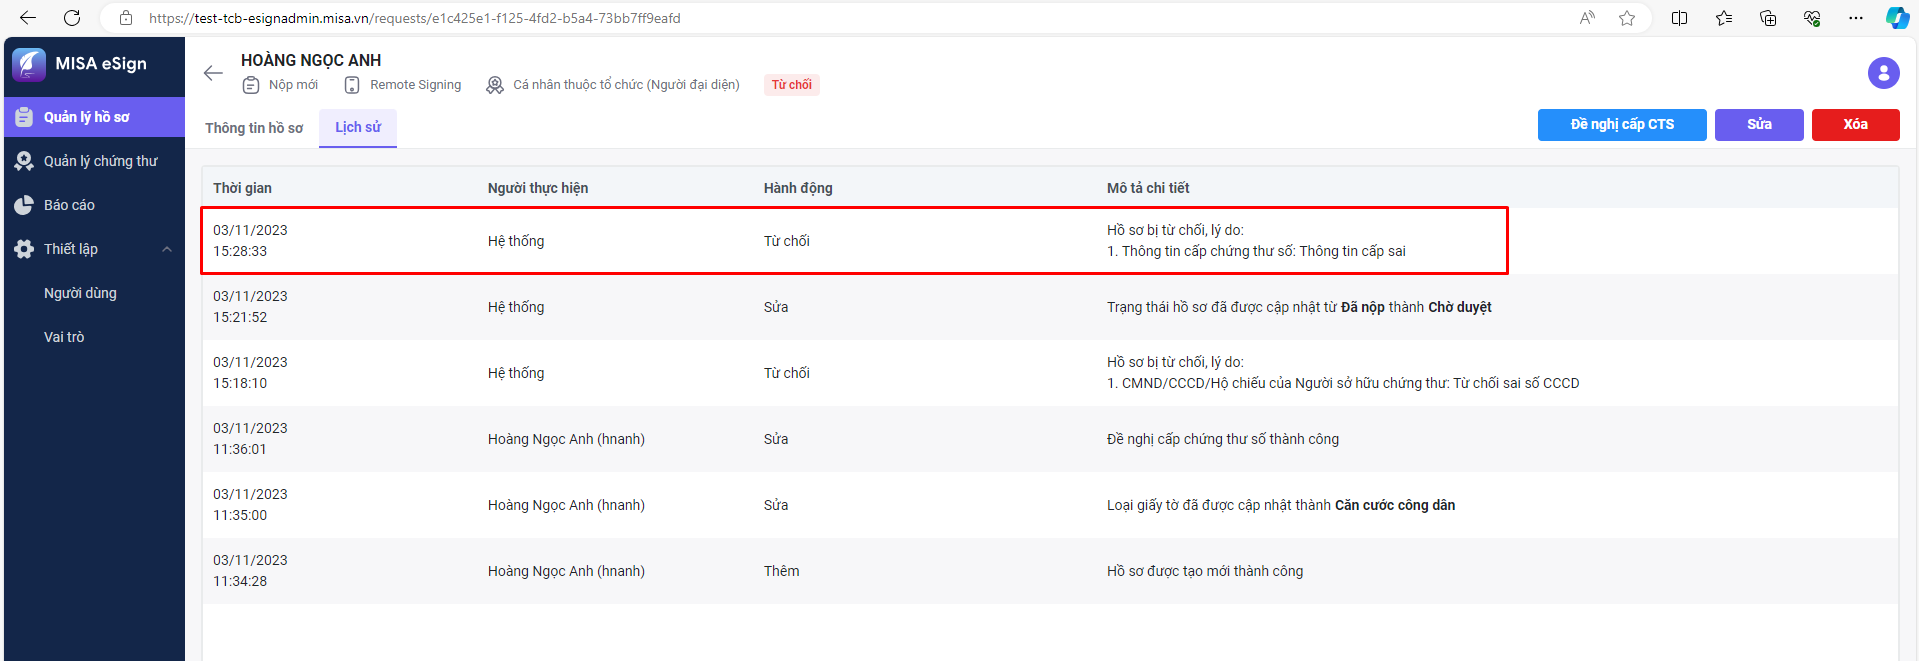 https://test-tcb-esignadmin.misa.vn/requests/e1c425e1-f125-4fd2-b5a4-73bb7ff9eafd
MISA eSign
Quản lý hồ sơ
Quản lý chứng thư
Báo cáo
Thiết lập
Người dùng
Vai trò
HOÀNG NGỌC ANH
Nộp mới Remote Signing Cá nhân thuộc tổ chức (Người đại diện) Từ chối
Thông tin hồ sơ Lịch sử
Đề nghị cấp CTS Sửa Xóa
Thời gian Người thực hiện Hành động Mô tả chi tiết
03/11/2023
15:28:33
Hệ thống Từ chối
Hồ sơ bị từ chối, lý do:
1. Thông tin cấp chứng thư số: Thông tin cấp sai
03/11/2023
15:21:52
Hệ thống Sửa Trạng thái hồ sơ đã được cập nhật từ Đã nộp thành Chờ duyệt
03/11/2023
15:18:10
Hệ thống Từ chối
Hồ sơ bị từ chối, lý do:
1. CMND/CCCD/Hộ chiếu của Người sở hữu chứng thư: Từ chối sai số CCCD
03/11/2023
11:36:01
Hoàng Ngọc Anh (hnanh) Sửa Đề nghị cấp chứng thư số thành công
03/11/2023
11:35:00
Hoàng Ngọc Anh (hnanh) Sửa Loại giấy tờ đã được cập nhật thành Căn cước công dân
03/11/2023
11:34:28
Hoàng Ngọc Anh (hnanh) Thêm Hồ sơ được tạo mới thành công